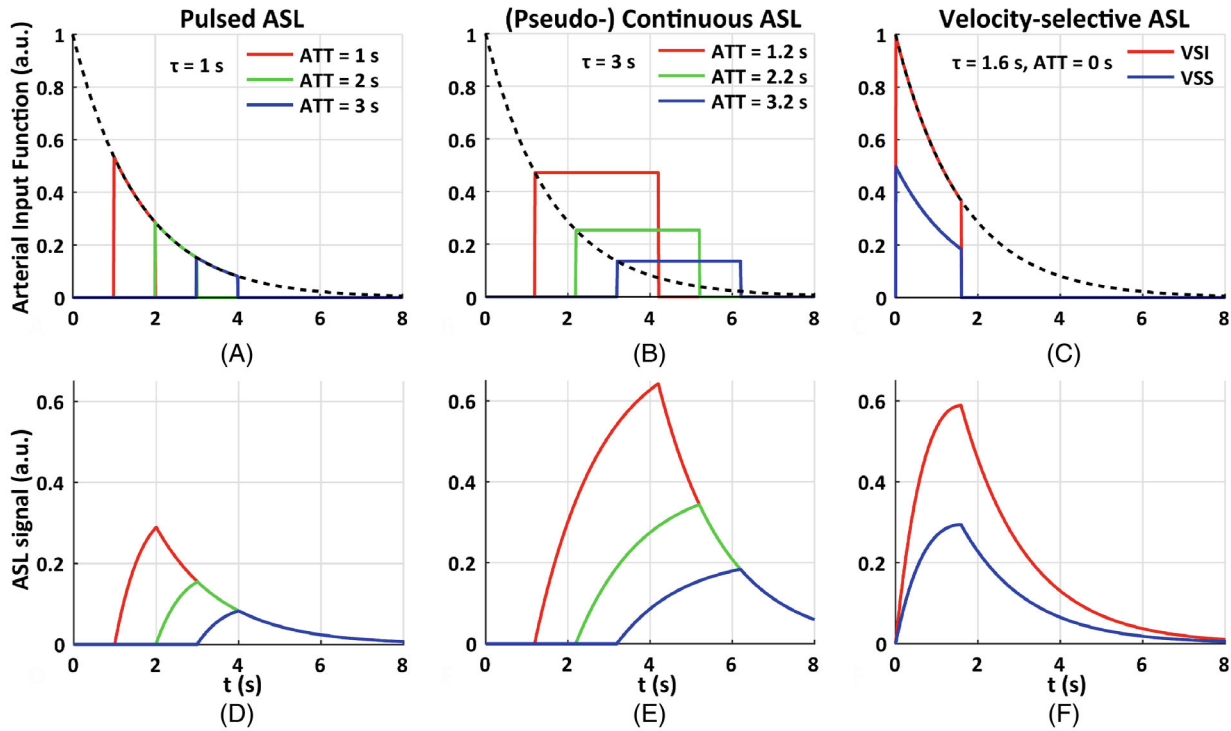 Pulsed ASL
(Pseudo-) Continuous ASL
Velocity-selective ASL
Arterial Input Function (a.u.)
1
0.8
0.6
0.4
0.2
0
τ = 1 s
ATT = 1 s
ATT = 2 s
ATT = 3 s
0 2 4 6 8
(A)
1
0.8
0.6
0.4
0.2
0
τ = 3 s
ATT = 1.2 s
ATT = 2.2 s
ATT = 3.2 s
0 2 4 6 8
(B)
1
0.8
0.6
0.4
0.2
0
VSI
τ = 1.6 s, ATT = 0 s
VSS
0 2 4 6 8
(C)
ASL signal (a.u.)
0.6
0.4
0.2
0
0 2 4 6 8
t (s)
(D)
0.6
0.4
0.2
0
0 2 4 6 8
t (s)
(E)
0.6
0.4
0.2
0
0 2 4 6 8
t (s)
(F)